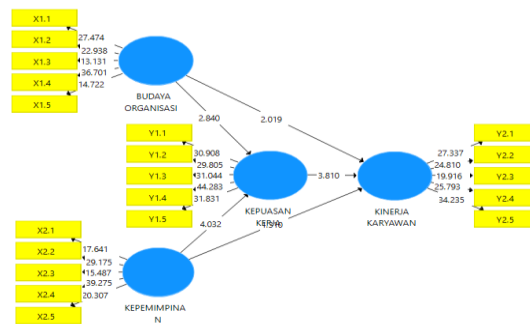 X1.1
X1.2
X1.3
X1.4
X1.5
27.474
22.938
13.131
36.701
14.722
BUDAYA
ORGANISASI
2.840
2.019
Y1.1
Y1.2
Y1.3
Y1.4
Y1.5
30.908
29.805
31.044
44.283
31.831
KEPUASAN
KERJA
3.810
KINERJA
KARYAWAN
27.337
24.810
19.916
25.793
34.235
Y2.1
Y2.2
Y2.3
Y2.4
Y2.5
4.032
X2.1
X2.2
X2.3
X2.4
X2.5
17.641
29.175
15.487
39.275
20.307
KEPEMIMPINA
N